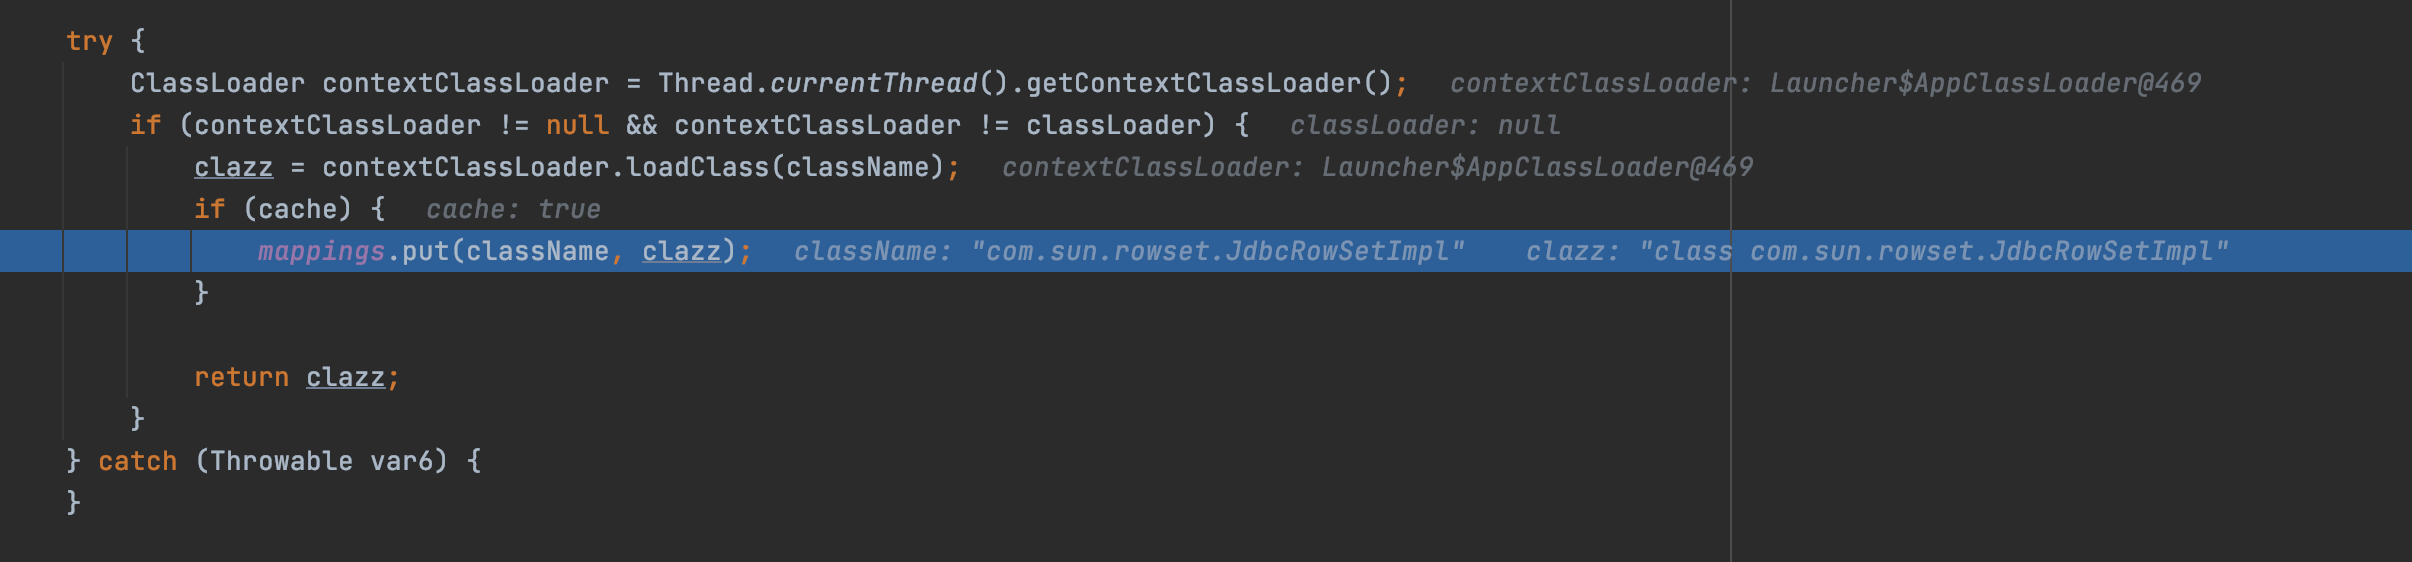 try {
ClassLoader contextClassLoader = Thread.currentThread().getContextClassLoader(); contextClassLoader: Launcher$AppClassLoader@469
if (contextClassLoader != null && contextClassLoader != classLoader) { classLoader: null
clazz = contextClassLoader.loadClass(className); contextClassLoader: Launcher$AppClassLoader@469
if (cache) { cache: true
mappings.put(className, clazz); className: "com.sun.rowset.JdbcRowSetImpl" clazz: "class com.sun.rowset.JdbcRowSetImpl"
}
return clazz;
}
} catch (Throwable var6) {
}